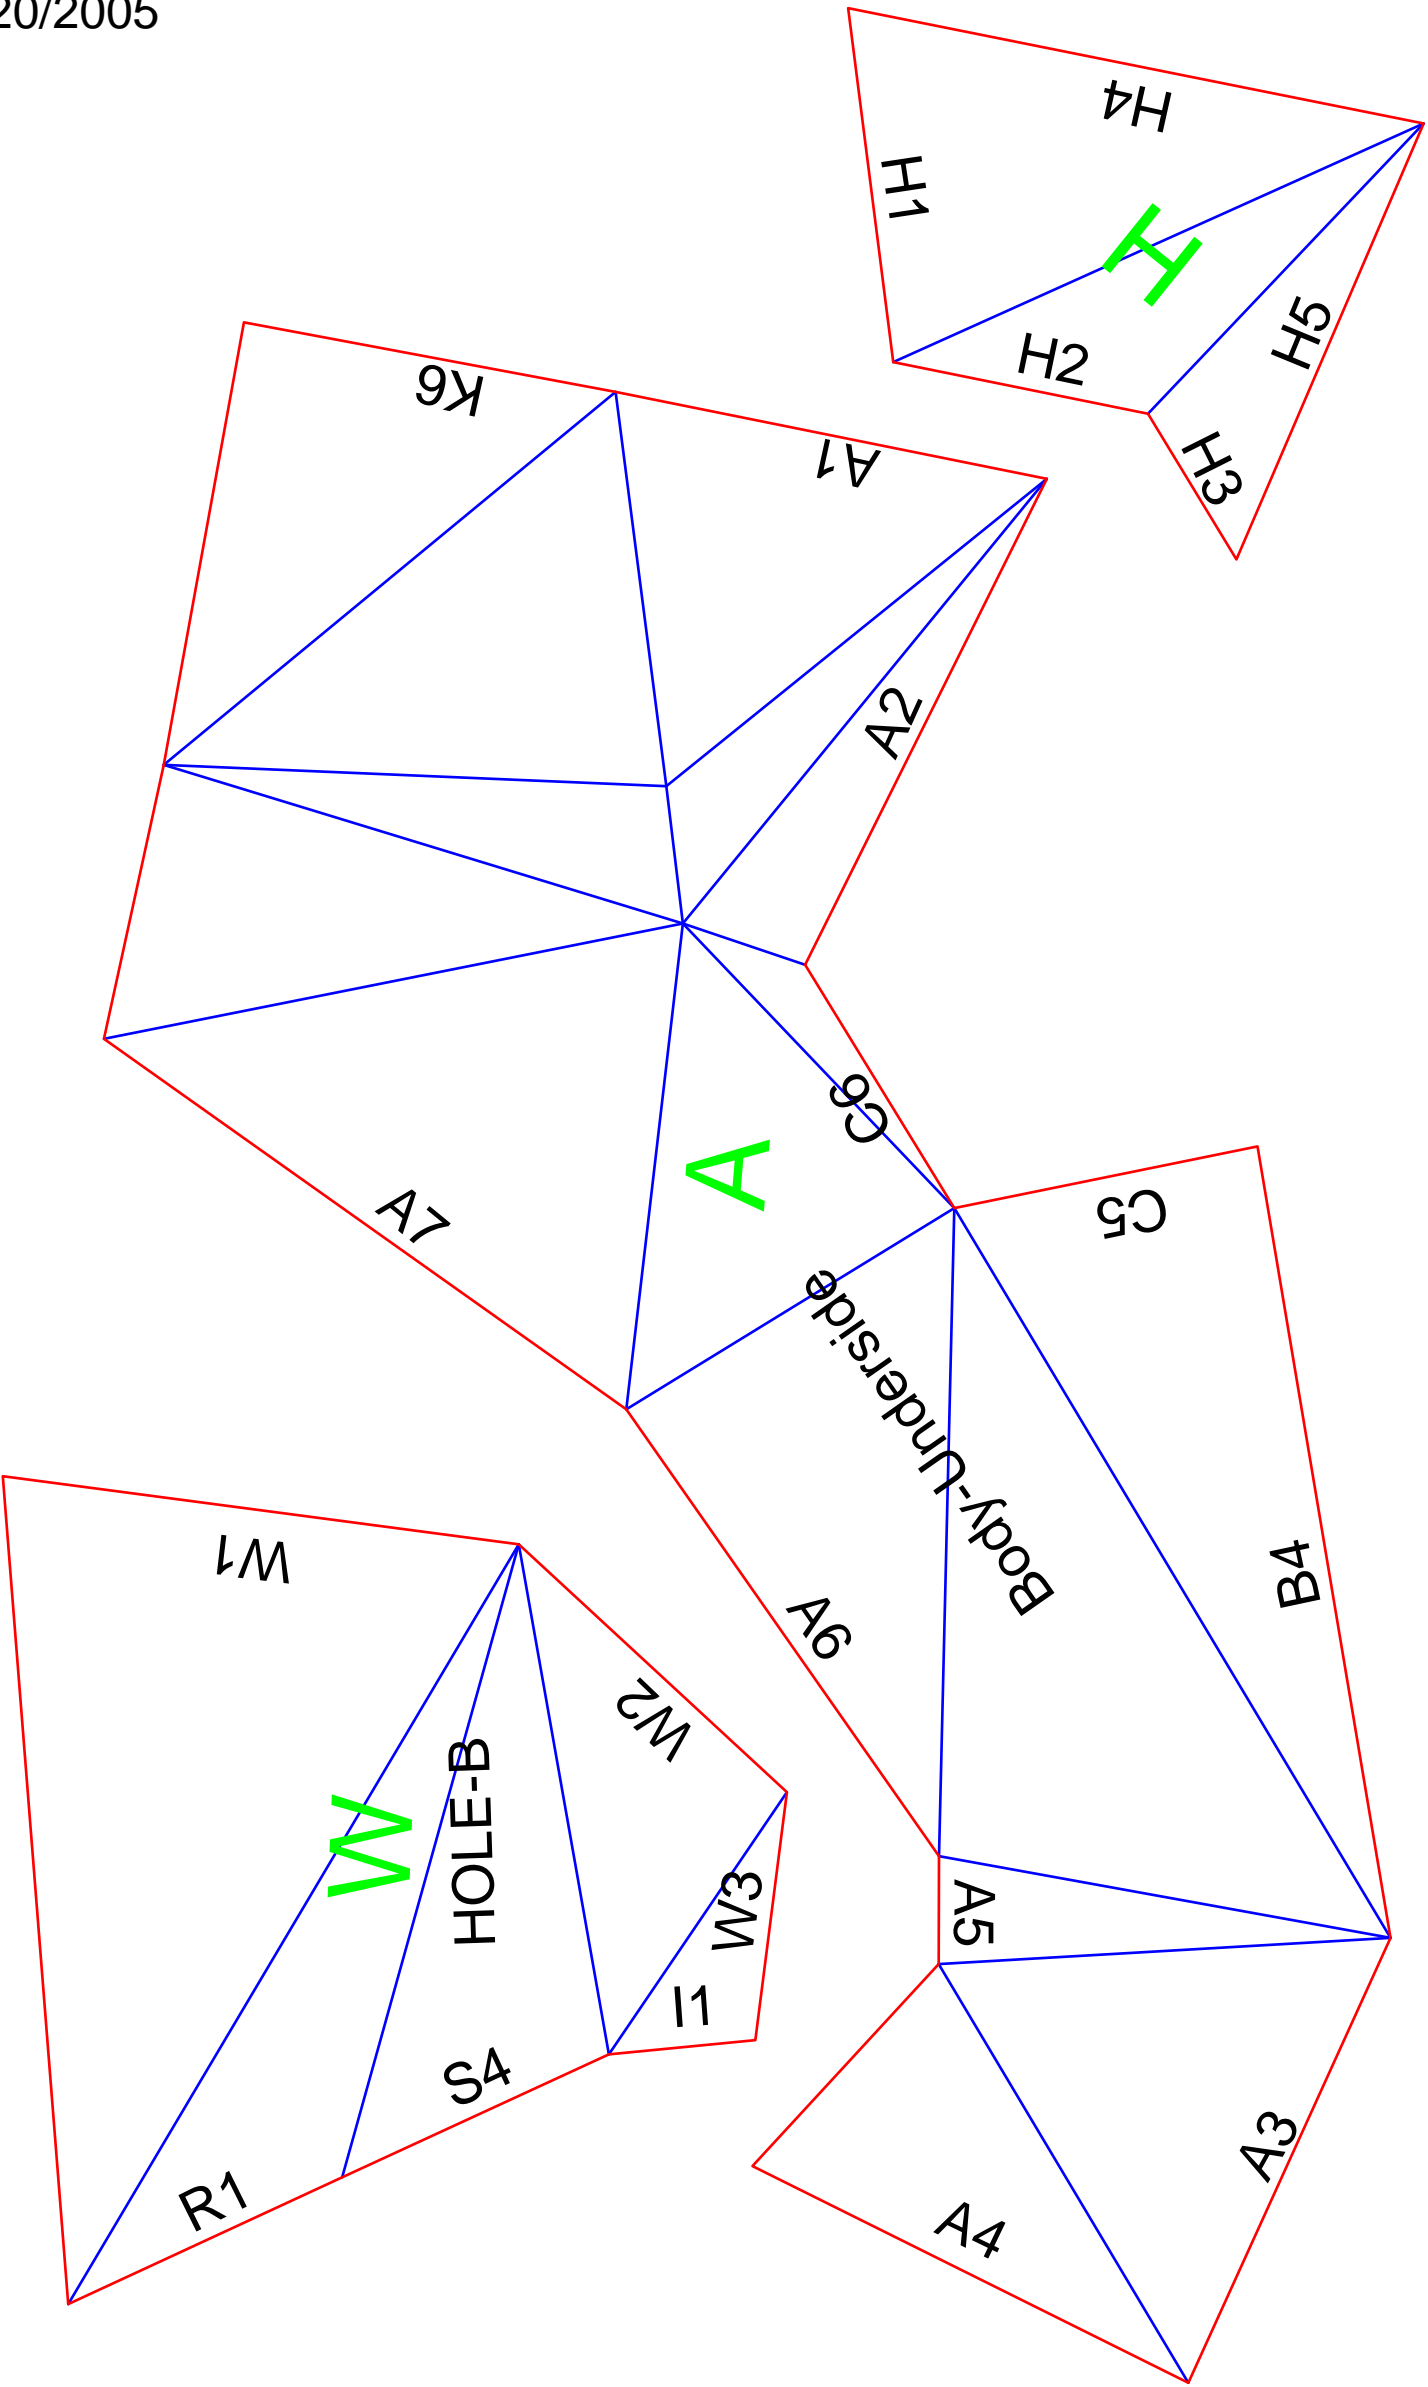 20/2005
H4
H1
H
H2
H5
H3
K6
A1
A2
C6
A
A7
C5
Body-Underside
B4
W1
A6
W2
HOLE-B
W
W3
A5
I1
S4
R1
A3
A4